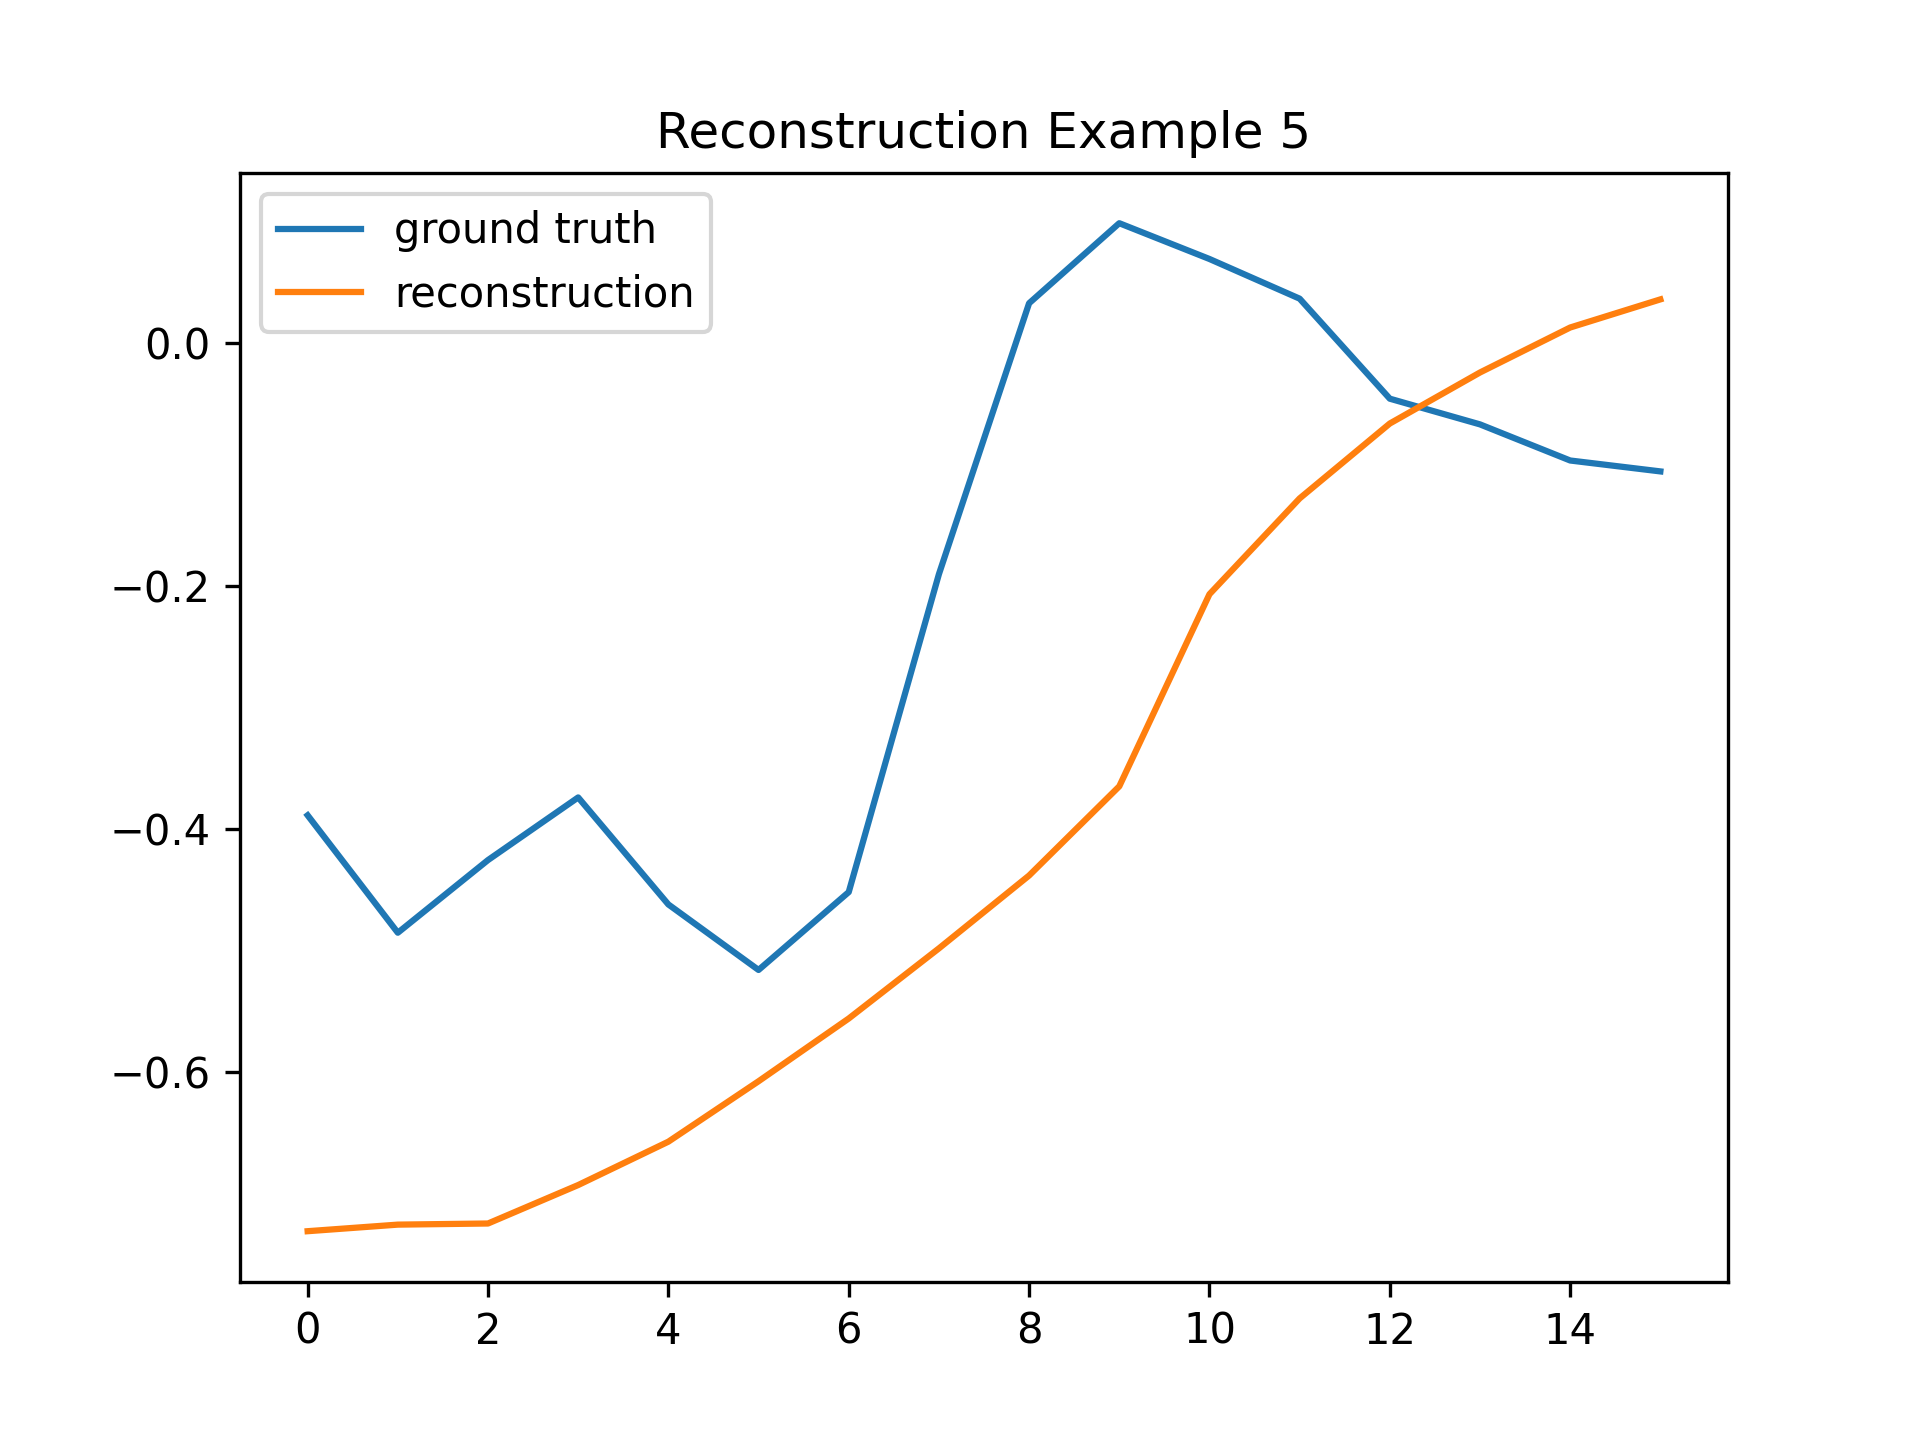 Reconstruction Example 5
ground truth
reconstruction
0.0
−0.2
−0.4
−0.6
0 2 4 6 8 10 12 14